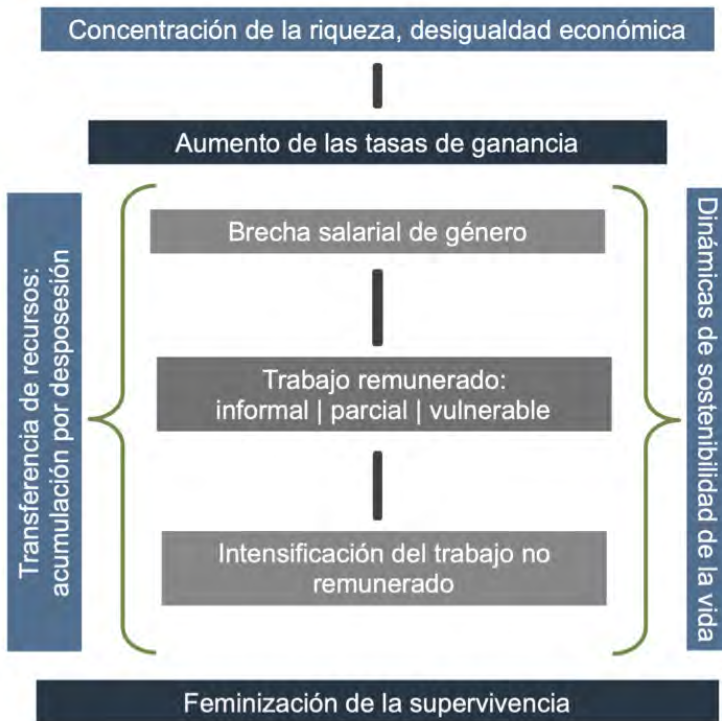 Concentración de la riqueza, desigualdad económica
Aumento de las tasas de ganancia
Transferencia de recursos:
acumulación por desposesión
Brecha salarial de género
Trabajo remunerado:
informal | parcial | vulnerable
Intensificación del trabajo no
remunerado
Dinámicas de sostenibilidad de la vida
Feminización de la supervivencia